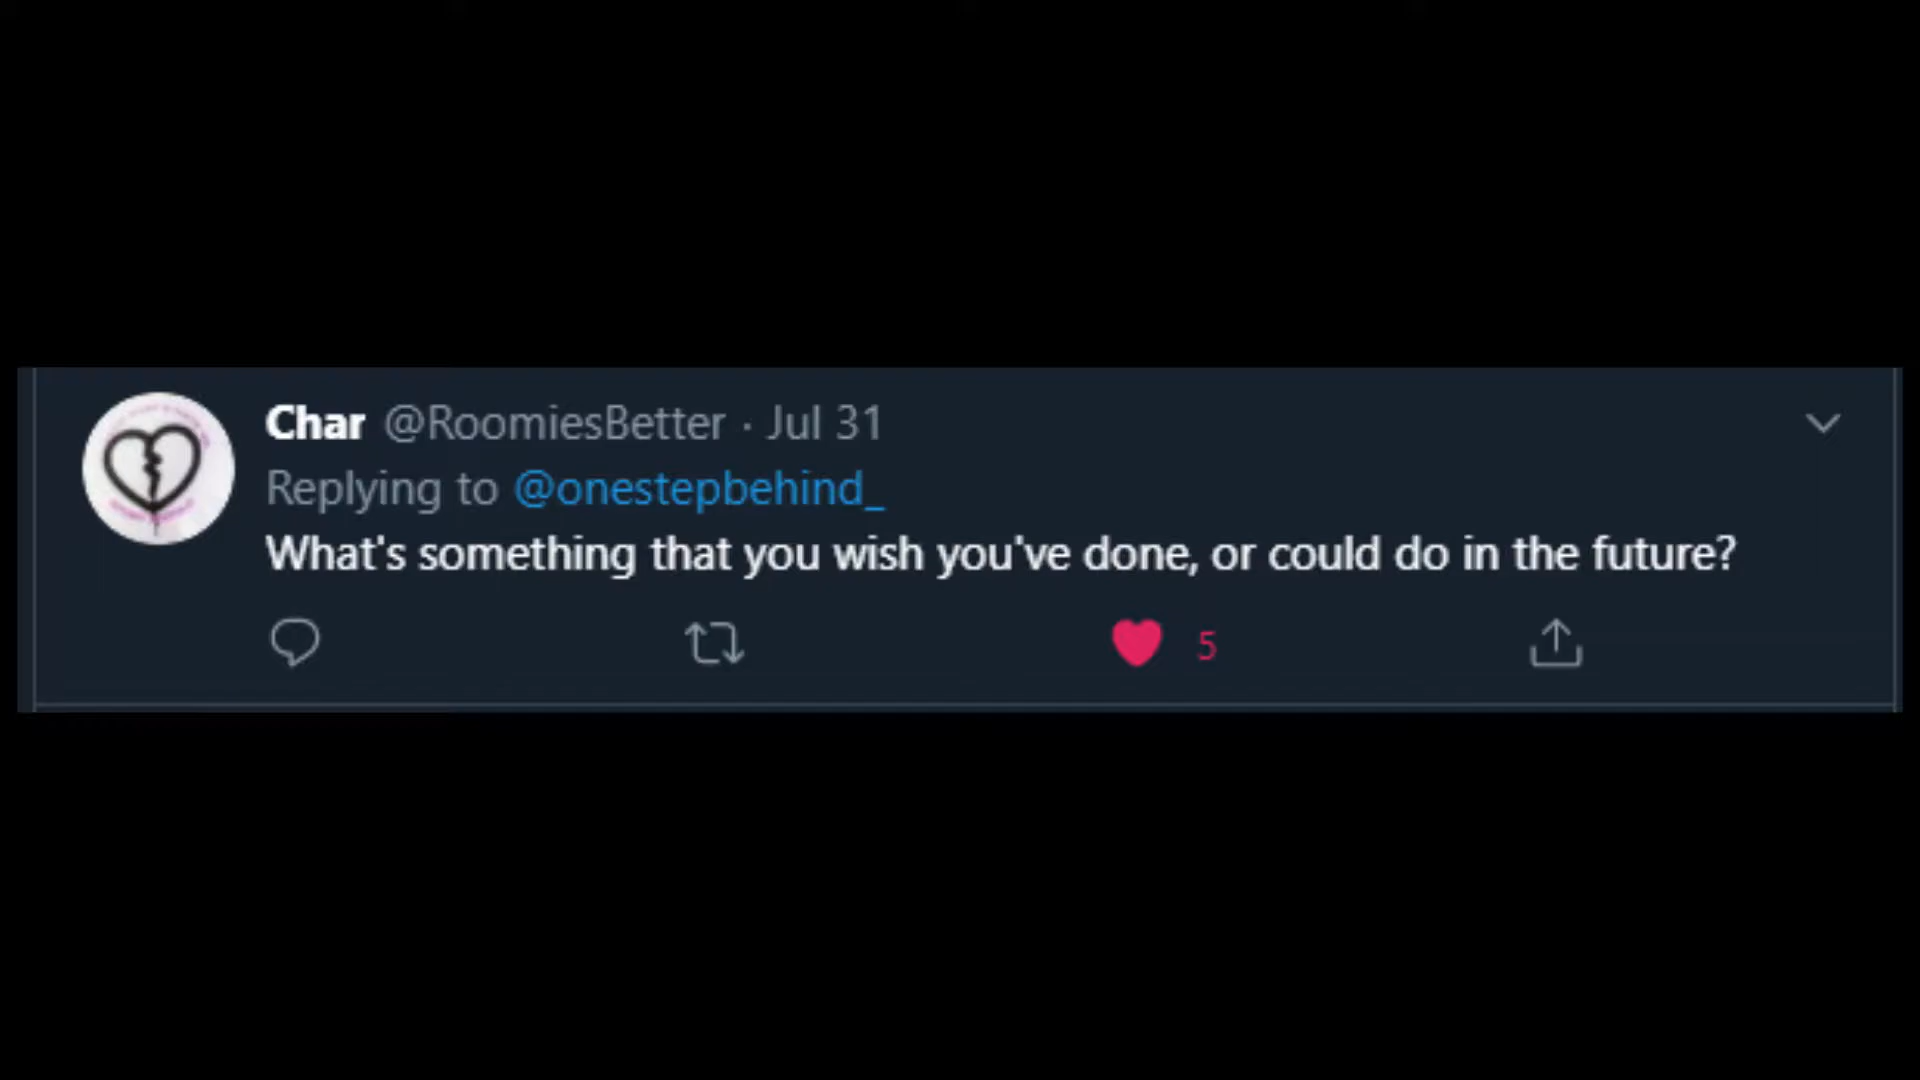 Char @RoomiesBetter · Jul 31
Replying to @onestepbehind_
What's something that you wish you've done, or could do in the future?
5